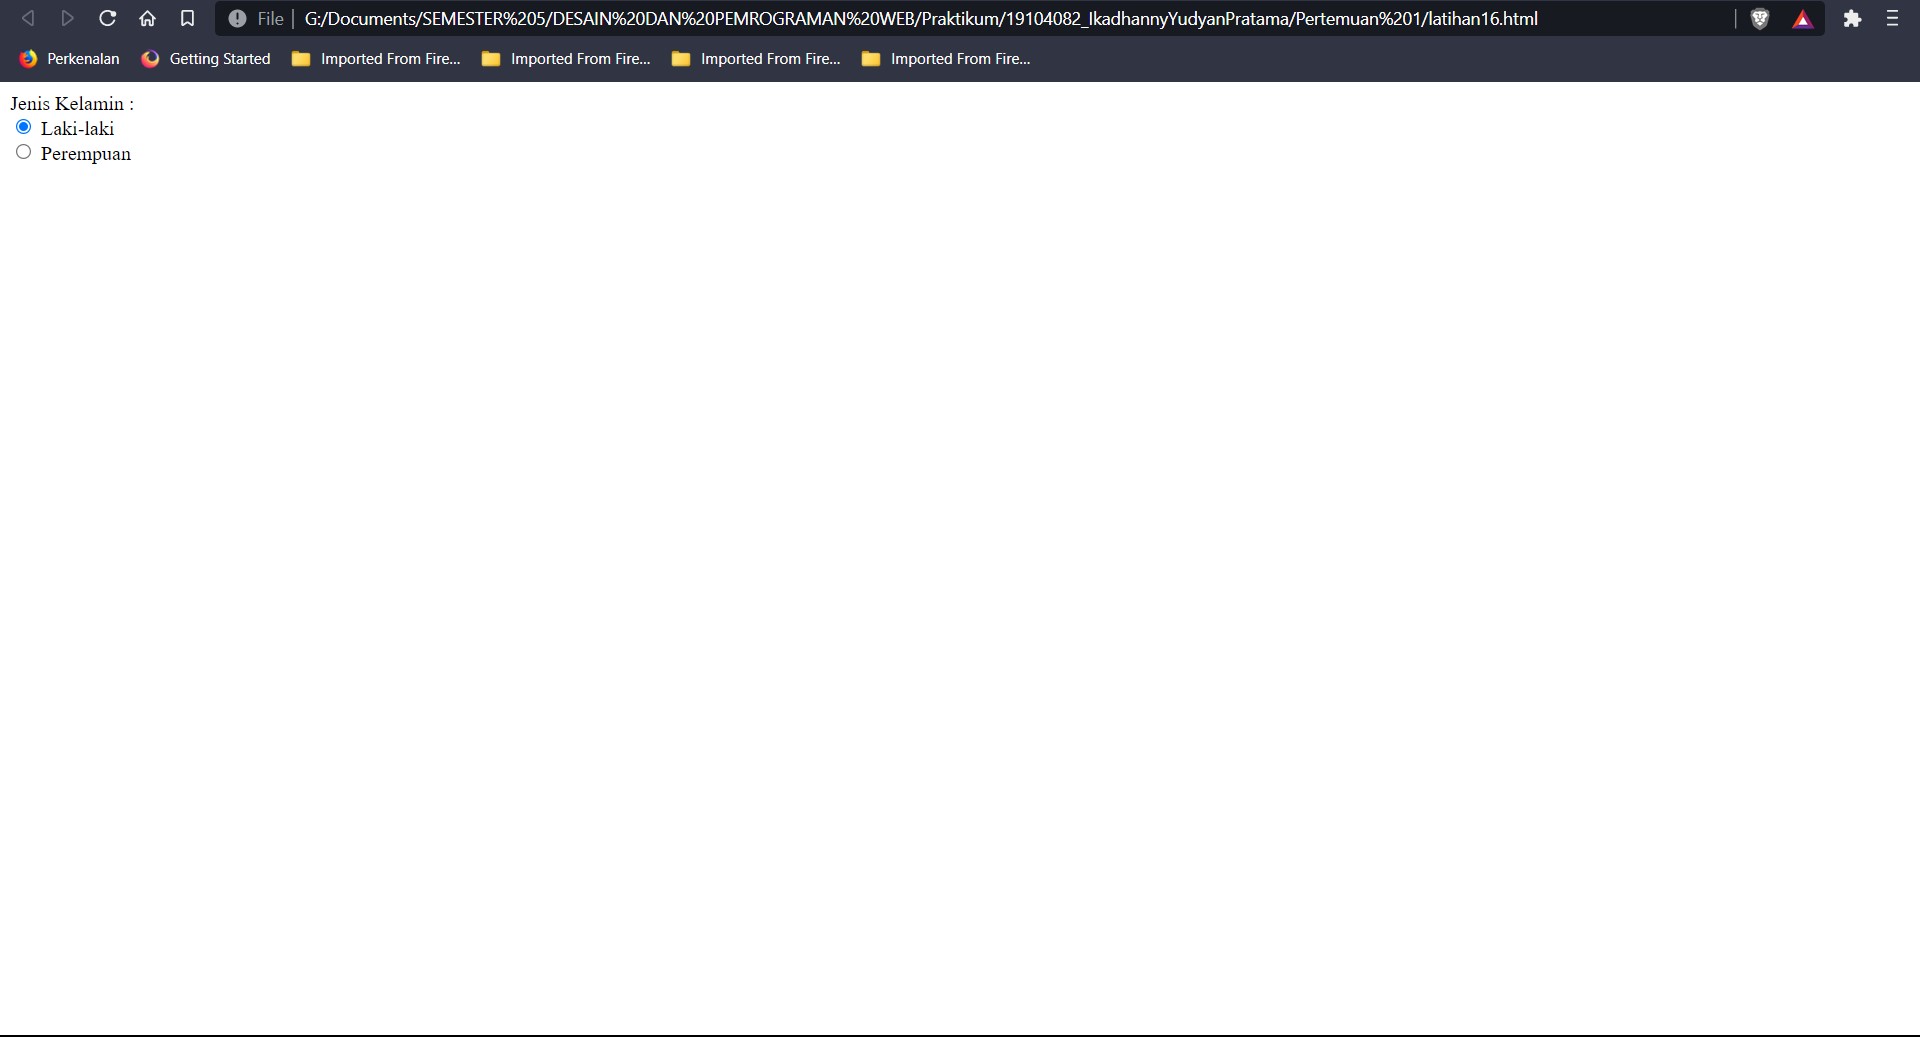 File | G:/Documents/SEMESTER%205/DESAIN%20DAN%20PEMROGRAMAN%20WEB/Praktikum/19104082_IkadhannyYudyanPratama/Pertemuan%201/latihan16.html
Perkenalan Getting Started Imported From Fire... Imported From Fire... Imported From Fire... Imported From Fire...
Jenis Kelamin :
Laki-laki
Perempuan